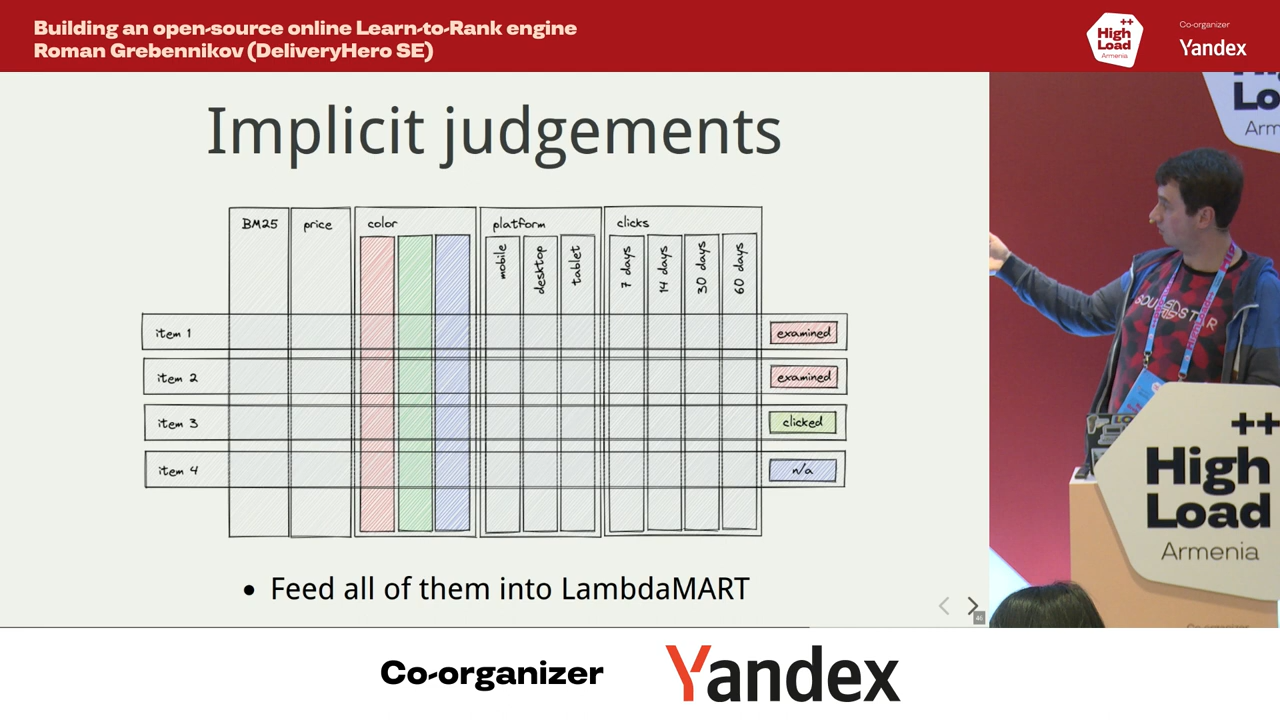 Building an open-source online Learn-to-Rank engine
Roman Grebennikov (DeliveryHero SE)
++
High
Load
Armenia
Co-organizer
Yandex
Implicit judgements
BM25
price
color
platform
clicks
mobile
desktop
tablet
7 days
14 days
30 days
60 days
item 1
examined
item 2
examined
item 3
clicked
item 4
n/a
• Feed all of them into LambdaMART
++
High
Load
Armenia
Co-organizer
Yandex